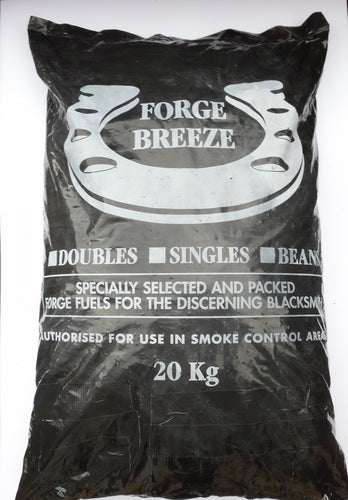 FORGE
BREEZE
DOUBLES SINGLES BEANS
SPECIALLY SELECTED AND PACKED
FORGE FUELS FOR THE DISCERNING BLACKSMI
AUTHORISED FOR USE IN SMOKE CONTROL AREAS
20 Kg